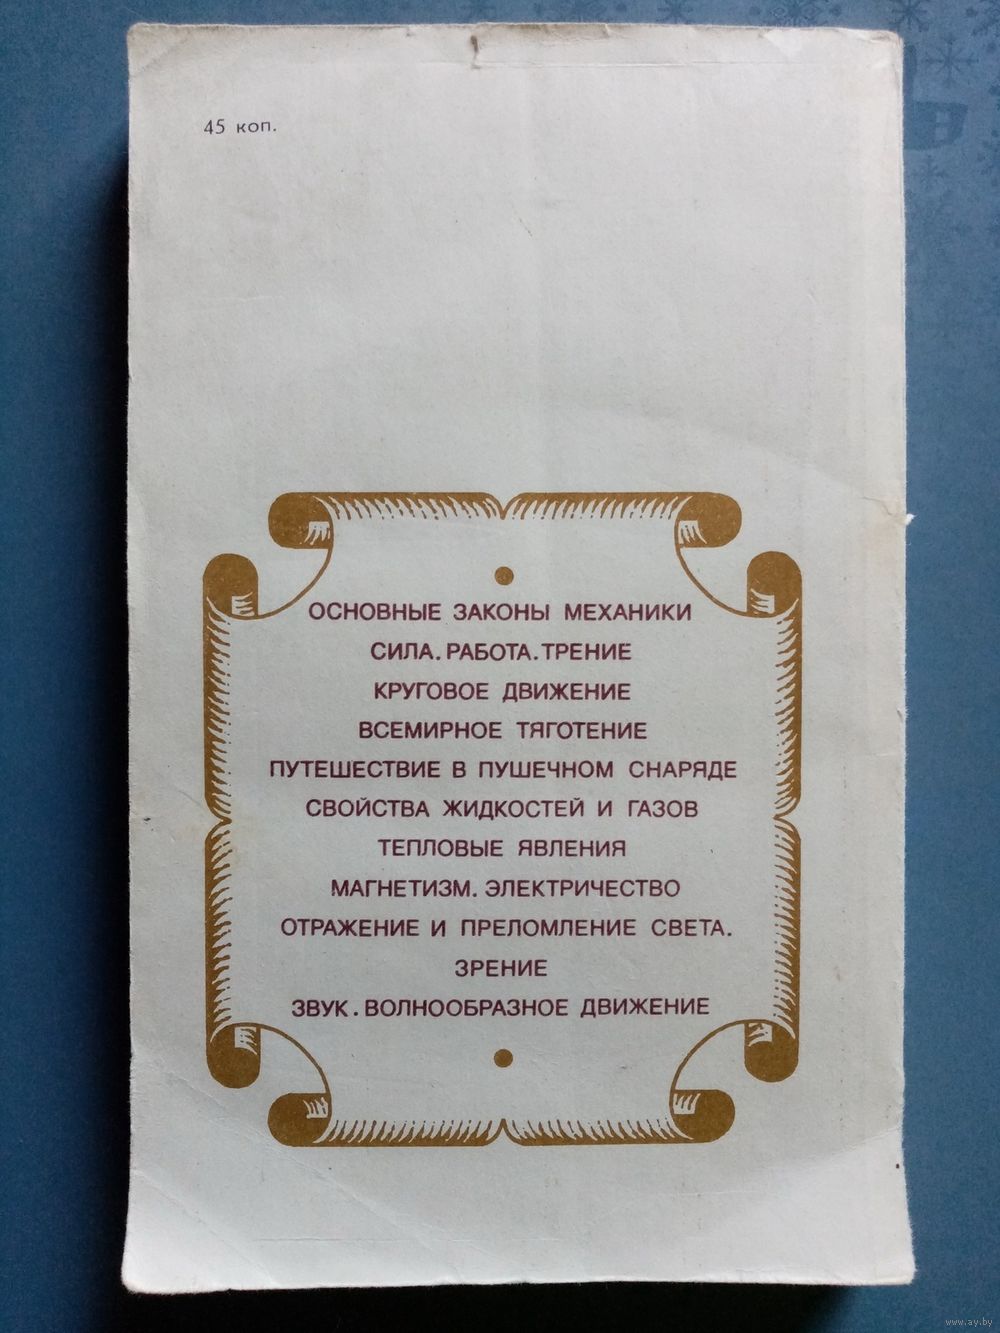 45 коп.
ОСНОВНЫЕ ЗАКОНЫ МЕХАНИКИ
СИЛА. РАБОТА. ТРЕНИЕ
КРУГОВОЕ ДВИЖЕНИЕ
ВСЕМИРНОЕ ТЯГОТЕНИЕ
ПУТЕШЕСТВИЕ В ПУШЕЧНОМ СНАРЯДЕ
СВОЙСТВА ЖИДКОСТЕЙ И ГАЗОВ
ТЕПЛОВЫЕ ЯВЛЕНИЯ
МАГНЕТИЗМ. ЭЛЕКТРИЧЕСТВО
ОТРАЖЕНИЕ И ПРЕЛОМЛЕНИЕ СВЕТА.
ЗРЕНИЕ
ЗВУК. ВОЛНООБРАЗНОЕ ДВИЖЕНИЕ
www.ay.by